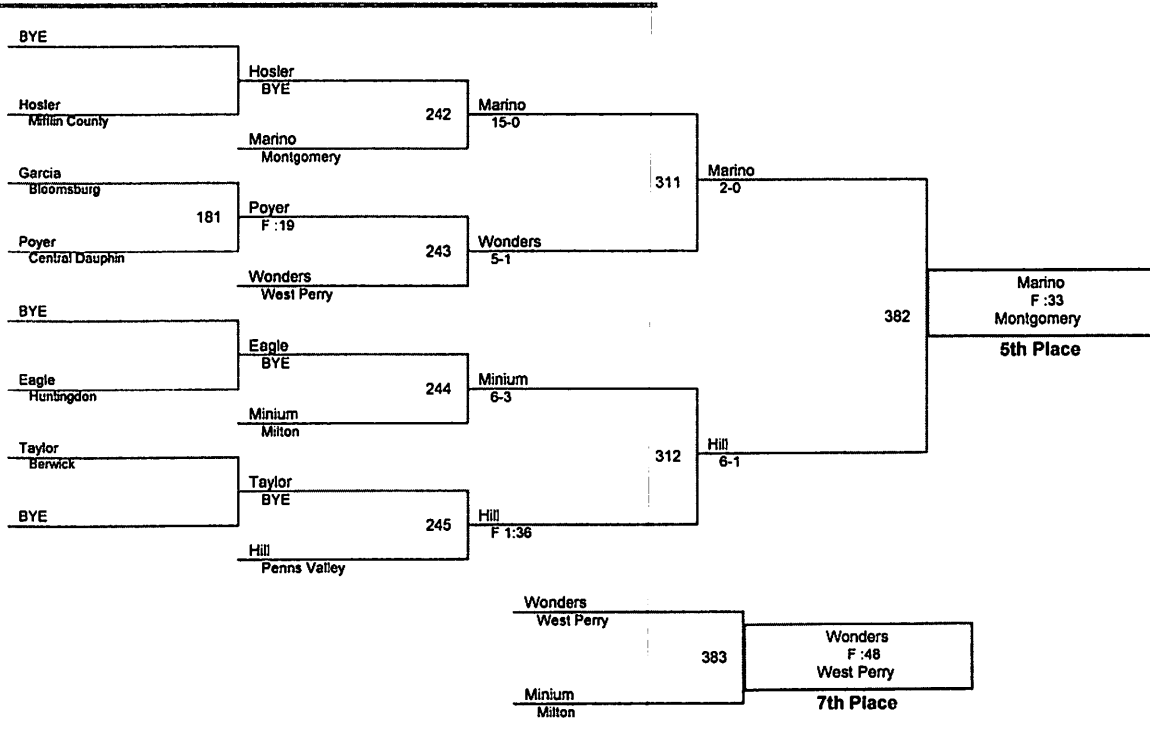 BYE
Hosler
Mifflin County
Hosler
BYE
242
Marino
Montgomery
Marino
15-0
Garcia
Bloomsburg
181
Poyer
Central Dauphin
Poyer
F :19
243
Wonders
West Perry
Wonders
5-1
311
Marino
2-0
BYE
Eagle
Huntingdon
Eagle
BYE
244
Minium
Milton
Minium
6-3
Taylor
Berwick
BYE
Taylor
BYE
245
Hill
Penns Valley
Hill
F 1:36
312
Hill
6-1
382
Marino
F :33
Montgomery
5th Place
Wonders
West Perry
383
Minium
Milton
Wonders
F :48
West Perry
7th Place